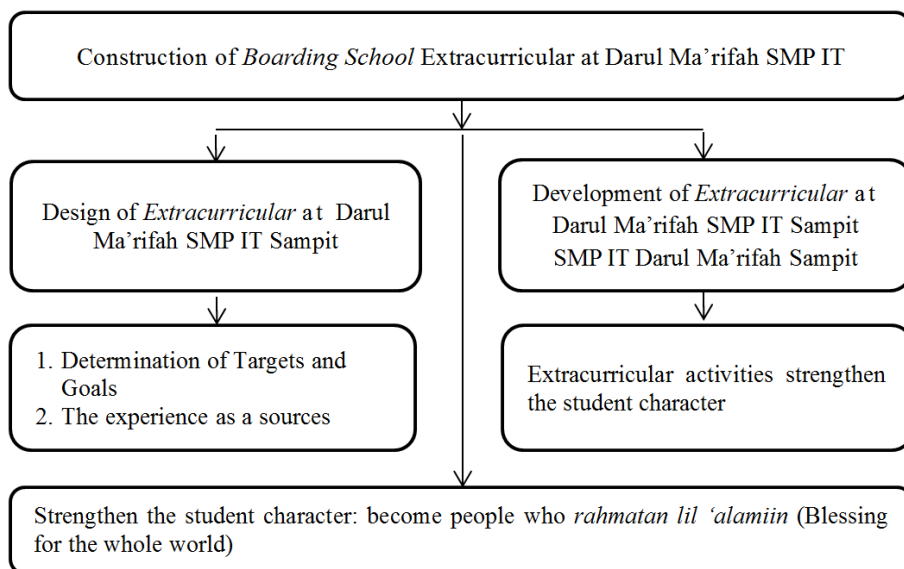 Construction of Boarding School Extracurricular at Darul Ma’rifah SMP IT
Design of Extracurricular at Darul
Ma’rifah SMP IT Sampit
Development of Extracurricular at
Darul Ma’rifah SMP IT Sampit
SMP IT Darul Ma’rifah Sampit
1. Determination of Targets and
Goals
2. The experience as a sources
Extracurricular activities strengthen
the student character
Strengthen the student character: become people who rahmatan lil ‘alamiin (Blessing
for the whole world)